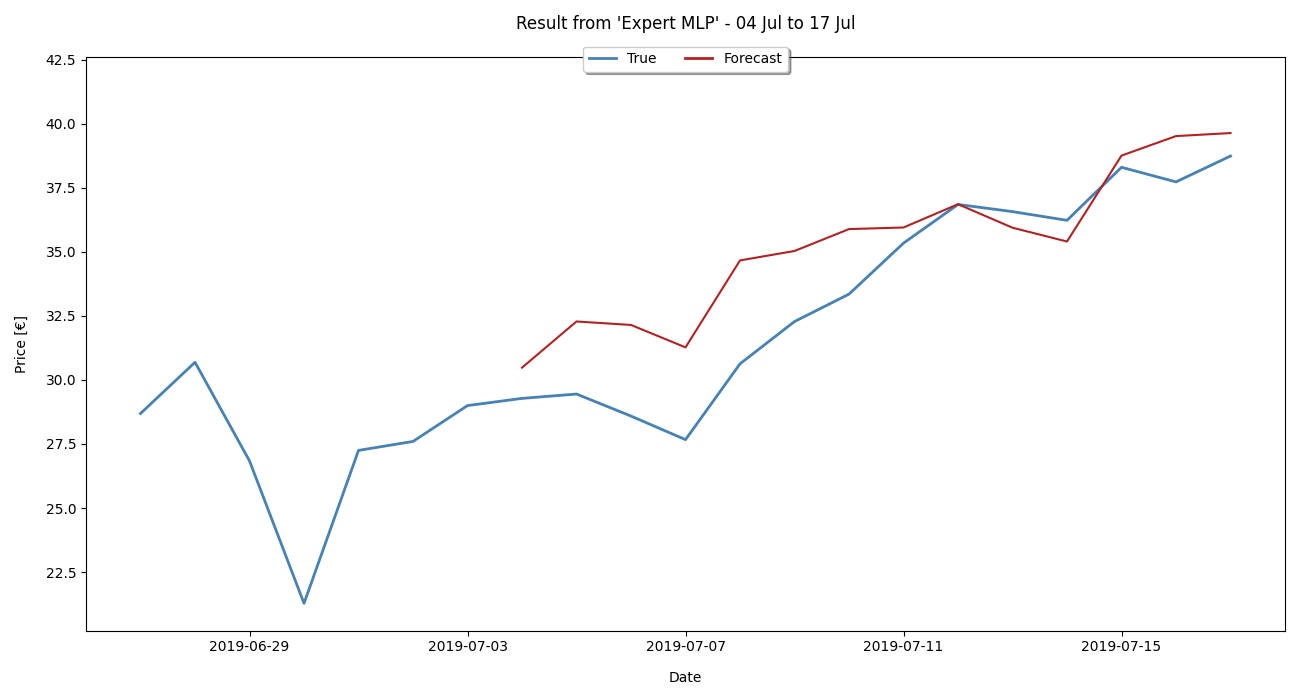 Result from 'Expert MLP' - 04 Jul to 17 Jul
True Forecast
42.5
40.0
37.5
35.0
32.5
30.0
27.5
25.0
22.5
Price [€]
2019-06-29 2019-07-03 2019-07-07 2019-07-11 2019-07-15
Date